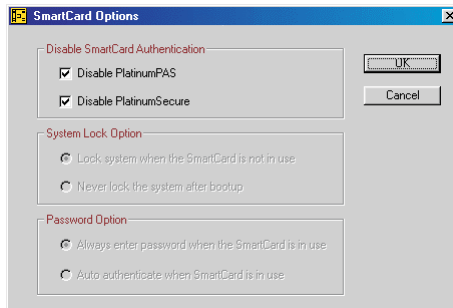 SmartCard Options
Disable SmartCard Authentication
Disable PlatinumPAS
Disable PlatinumSecure
UK
Cancel
System Lock Option
Lock system when the SmartCard is not in use
Never lock the system after bootup
Password Option
Always enter password when the SmartCard is in use
Auto authenticate when SmartCard is in use